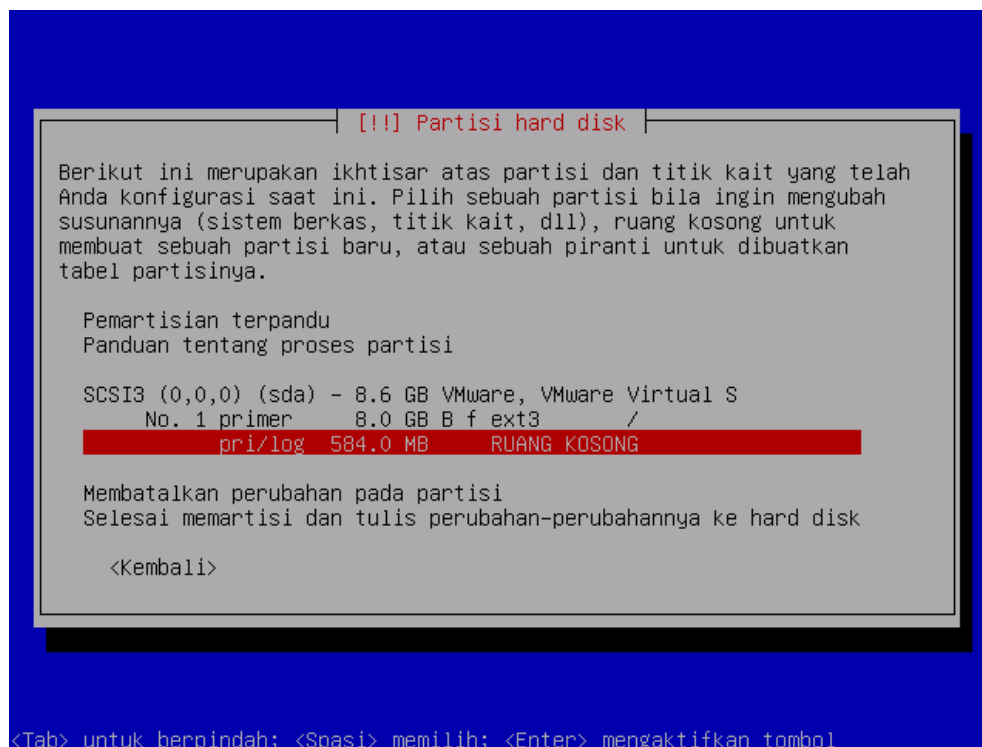 [!!] Partisi hard disk
Berikut ini merupakan ikhtisar atas partisi dan titik kait yang telah
Anda konfigurasi saat ini. Pilih sebuah partisi bila ingin mengubah
susunannya (sistem berkas, titik kait, dll), ruang kosong untuk
membuat sebuah partisi baru, atau sebuah piranti untuk dibuatkan
tabel partisinya.
Pemartisian terpandu
Panduan tentang proses partisi
SCSI3 (0,0,0) (sda) - 8.6 GB VMware, VMware Virtual S
No. 1 primer 8.0 GB B f ext3 /
pri/log 584.0 MB RUANG KOSONG
Membatalkan perubahan pada partisi
Selesai memartisi dan tulis perubahan-perubahannya ke hard disk
<Kembali>
<Tab> untuk berpindah; <Spasi> memilih; <Enter> mengaktifkan tombol